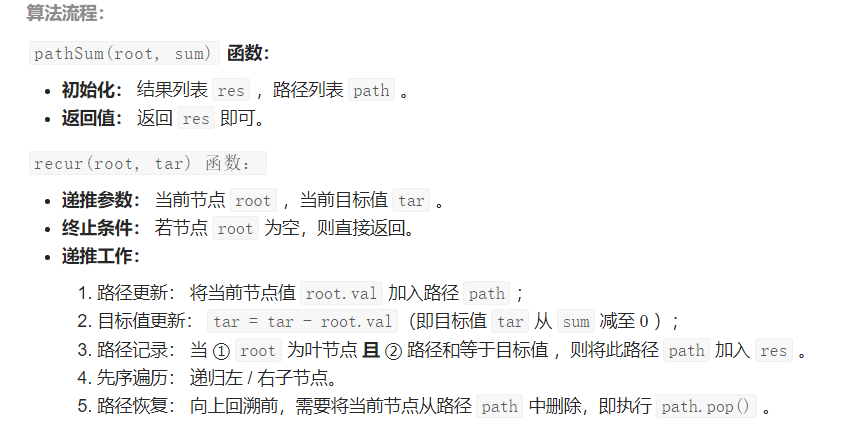 算法流程：
pathSum(root, sum) 函数：
• 初始化： 结果列表 res ，路径列表 path 。
• 返回值： 返回 res 即可。
recur(root, tar) 函数：
• 递推参数： 当前节点 root ，当前目标值 tar 。
• 终止条件： 若节点 root 为空，则直接返回。
• 递推工作：
1. 路径更新： 将当前节点值 root.val 加入路径 path ；
2. 目标值更新： tar = tar - root.val（即目标值 tar 从 sum 减至 0 ）；
3. 路径记录： 当 ① root 为叶节点 且 ② 路径和等于目标值 ，则将此路径 path 加入 res 。
4. 先序遍历： 递归左 / 右子节点。
5. 路径恢复： 向上回溯前，需要将当前节点从路径 path 中删除，即执行 path.pop() 。